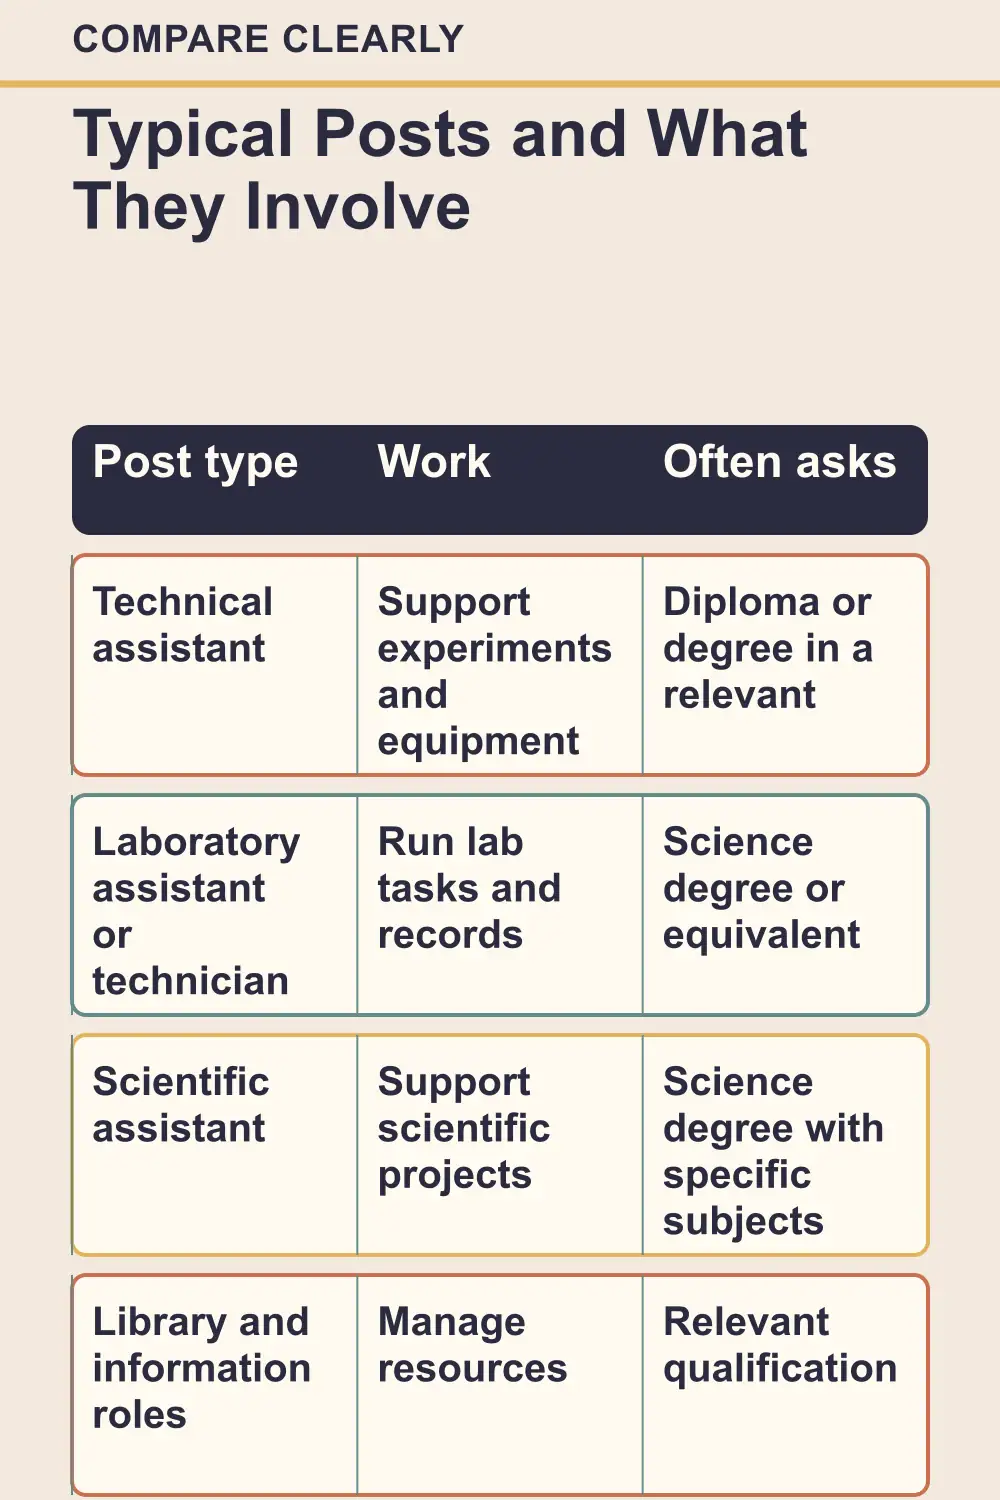 COMPARE CLEARLY
Typical Posts and What
They Involve
Post type
Work
Often asks
Technical
assistant
Support
experiments
and
equipment
Diploma or
degree in a
relevant
Laboratory
assistant
or
technician
Run lab
tasks and
records
Science
degree or
equivalent
Scientific
assistant
Support
scientific
projects
Science
degree with
specific
subjects
Library and
information
roles
Manage
resources
Relevant
qualification